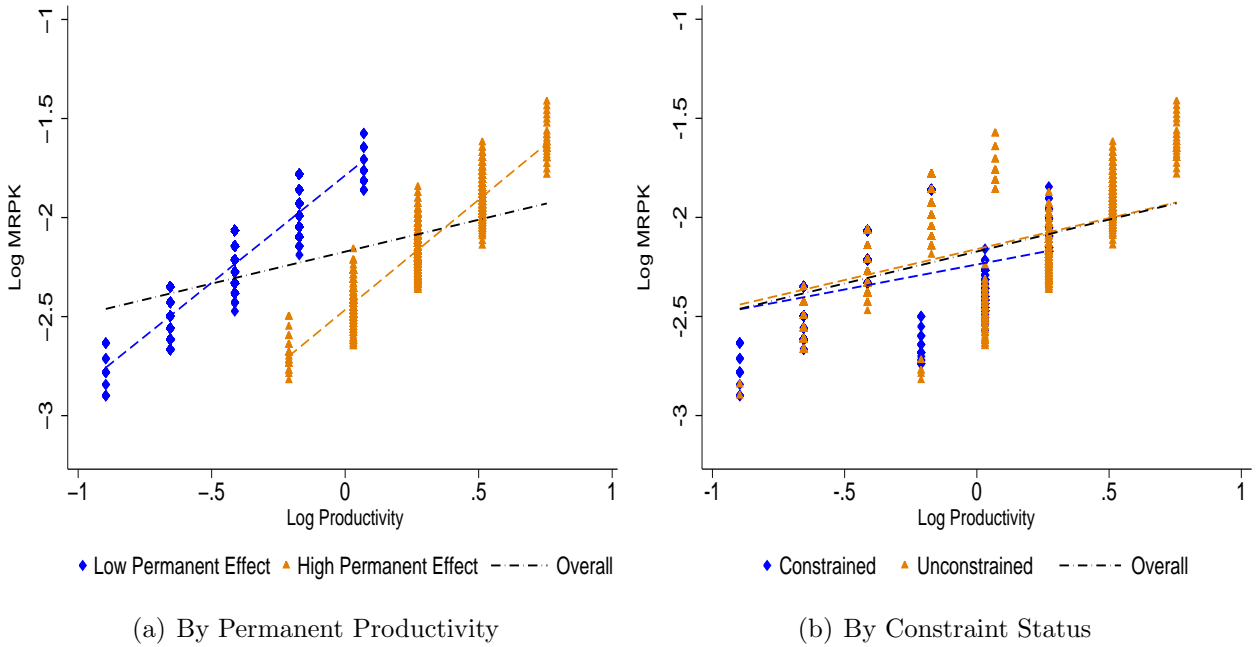 −1
−1.5
−2
−2.5
−3
Log MRPK
−1
−.5
0
.5
1
Log Productivity
Low Permanent Effect High Permanent Effect Overall
(a) By Permanent Productivity
-1
-1.5
-2
-2.5
-3
Log MRPK
-1
-.5
0
.5
1
Log Productivity
Constrained Unconstrained Overall
(b) By Constraint Status